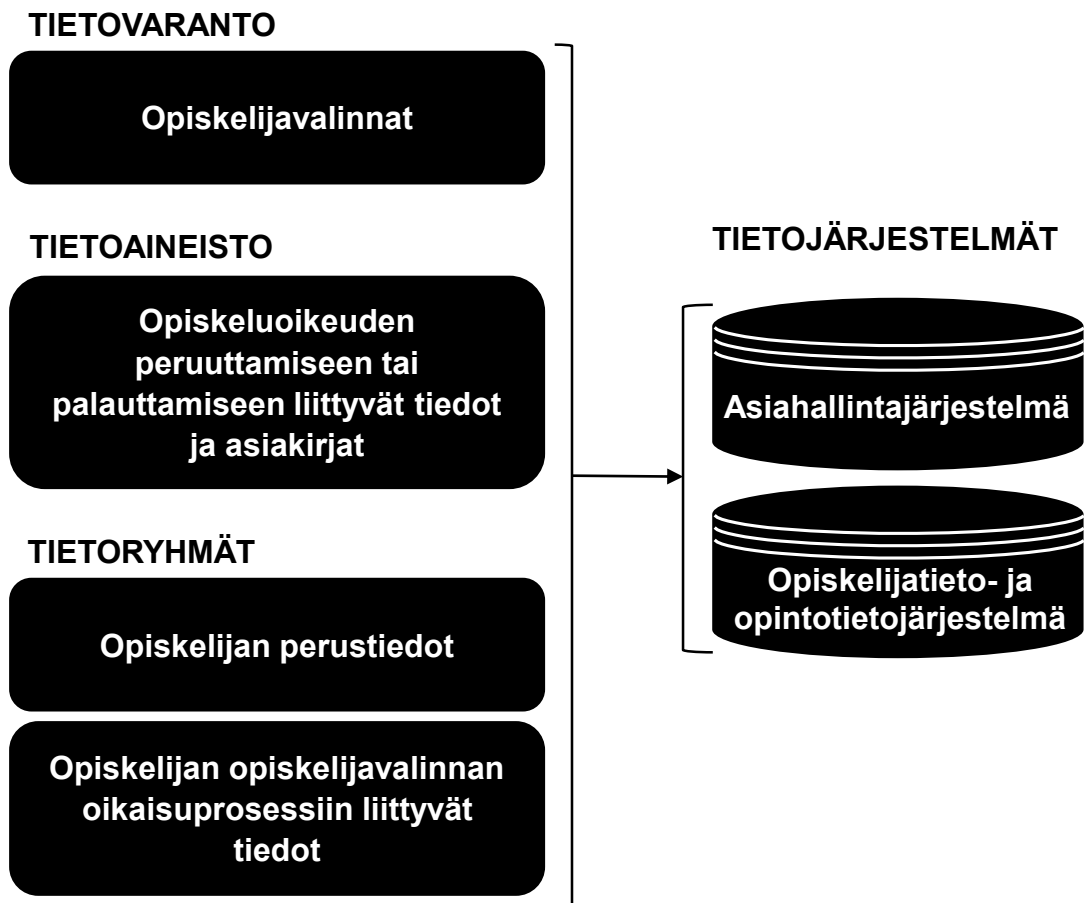 TIETOVARANTO
Opiskelijavalinnat
TIETOAINEISTO
Opiskeluoikeuden
peruuttamiseen tai
palauttamiseen liittyvät tiedot
ja asiakirjat
TIETORYHMÄT
Opiskelijan perustiedot
Opiskelijan opiskelijavalinnan
oikaisuprosessiin liittyvät
tiedot
TIETOJÄRJESTELMÄT
Asiahallintajärjestelmä
Opiskelijatieto- ja
opintotietojärjestelmä